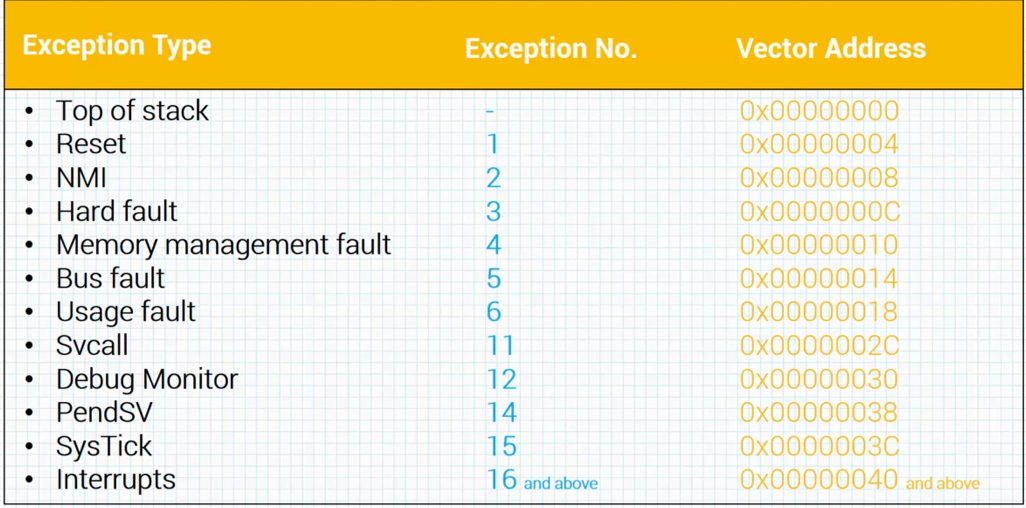 Exception Type Exception No. Vector Address
• Top of stack - 0x00000000
• Reset 1 0x00000004
• NMI 2 0x00000008
• Hard fault 3 0x0000000C
• Memory management fault 4 0x00000010
• Bus fault 5 0x00000014
• Usage fault 6 0x00000018
• Svcall 11 0x0000002C
• Debug Monitor 12 0x00000030
• PendSV 14 0x00000038
• SysTick 15 0x0000003C
• Interrupts 16 and above 0x00000040 and above